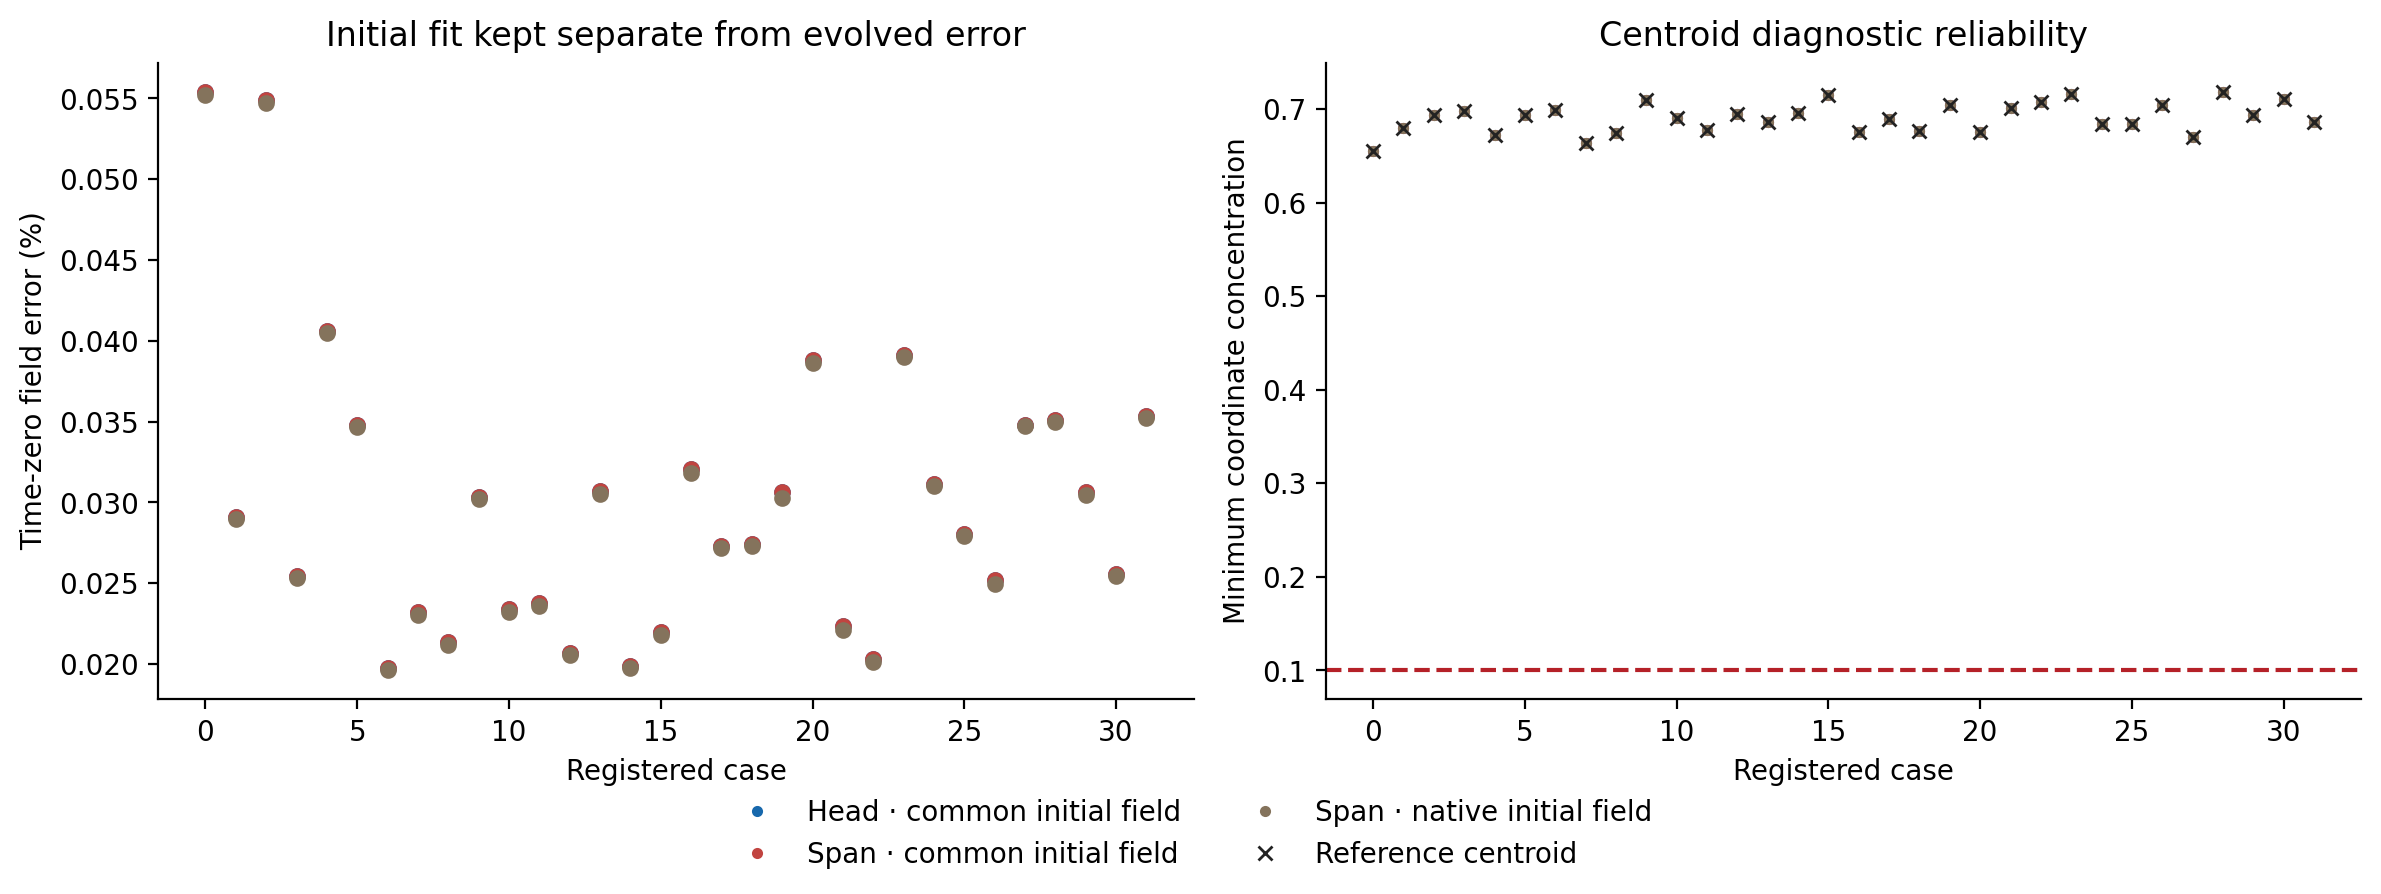 Initial fit kept separate from evolved error
Time-zero field error (%)
0.055
0.050
0.045
0.040
0.035
0.030
0.025
0.020
0 5 10 15 20 25 30
Registered case
Centroid diagnostic reliability
Minimum coordinate concentration
0.7
0.6
0.5
0.4
0.3
0.2
0.1
0 5 10 15 20 25 30
Registered case
Head · common initial field
Span · common initial field
Span · native initial field
Reference centroid